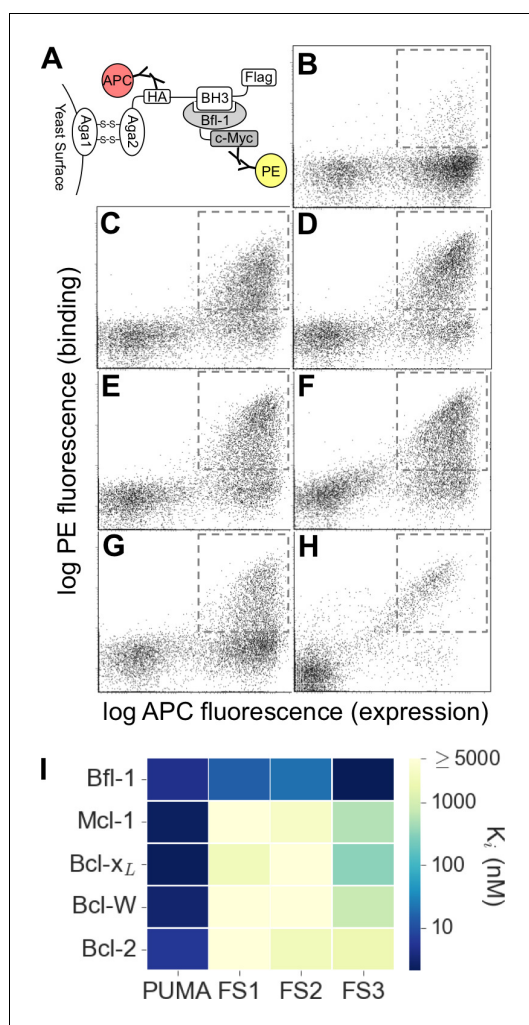 A
APC
HA
BH3
Flag
Bfl-1
c-Myc
PE
Yeast Surface
Aga1
-S-S-
-S-S-
Aga2
B
C
D
E
F
G
H
log PE fluorescence (binding)
log APC fluorescence (expression)
I
Bfl-1
Mcl-1
Bcl-xL
Bcl-W
Bcl-2
PUMA FS1 FS2 FS3
≥ 5000
1000
100
10
Ki (nM)